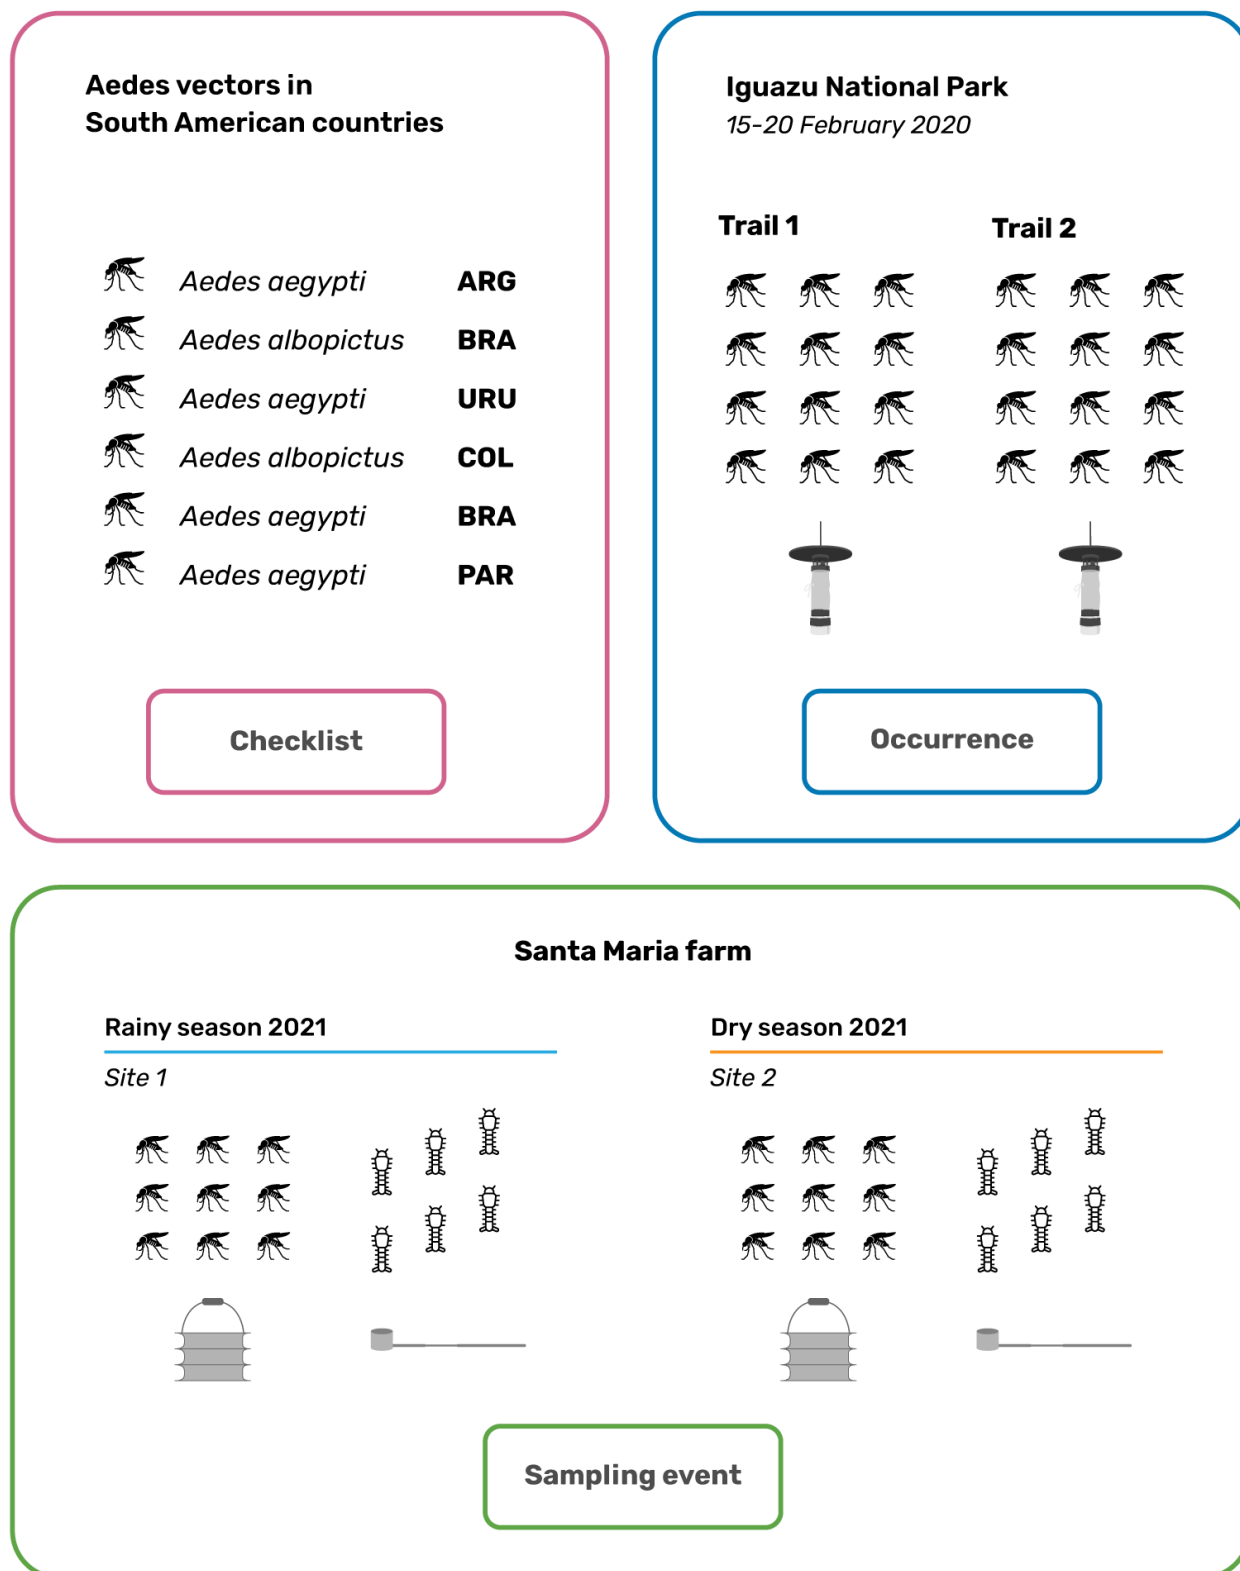 Aedes vectors in
South American countries
Aedes aegypti ARG
Aedes albopictus BRA
Aedes aegypti URU
Aedes albopictus COL
Aedes aegypti BRA
Aedes aegypti PAR
Checklist
Iguazu National Park
15-20 February 2020
Trail 1 Trail 2
Occurrence
Santa Maria farm
Rainy season 2021
Site 1
Dry season 2021
Site 2
Sampling event